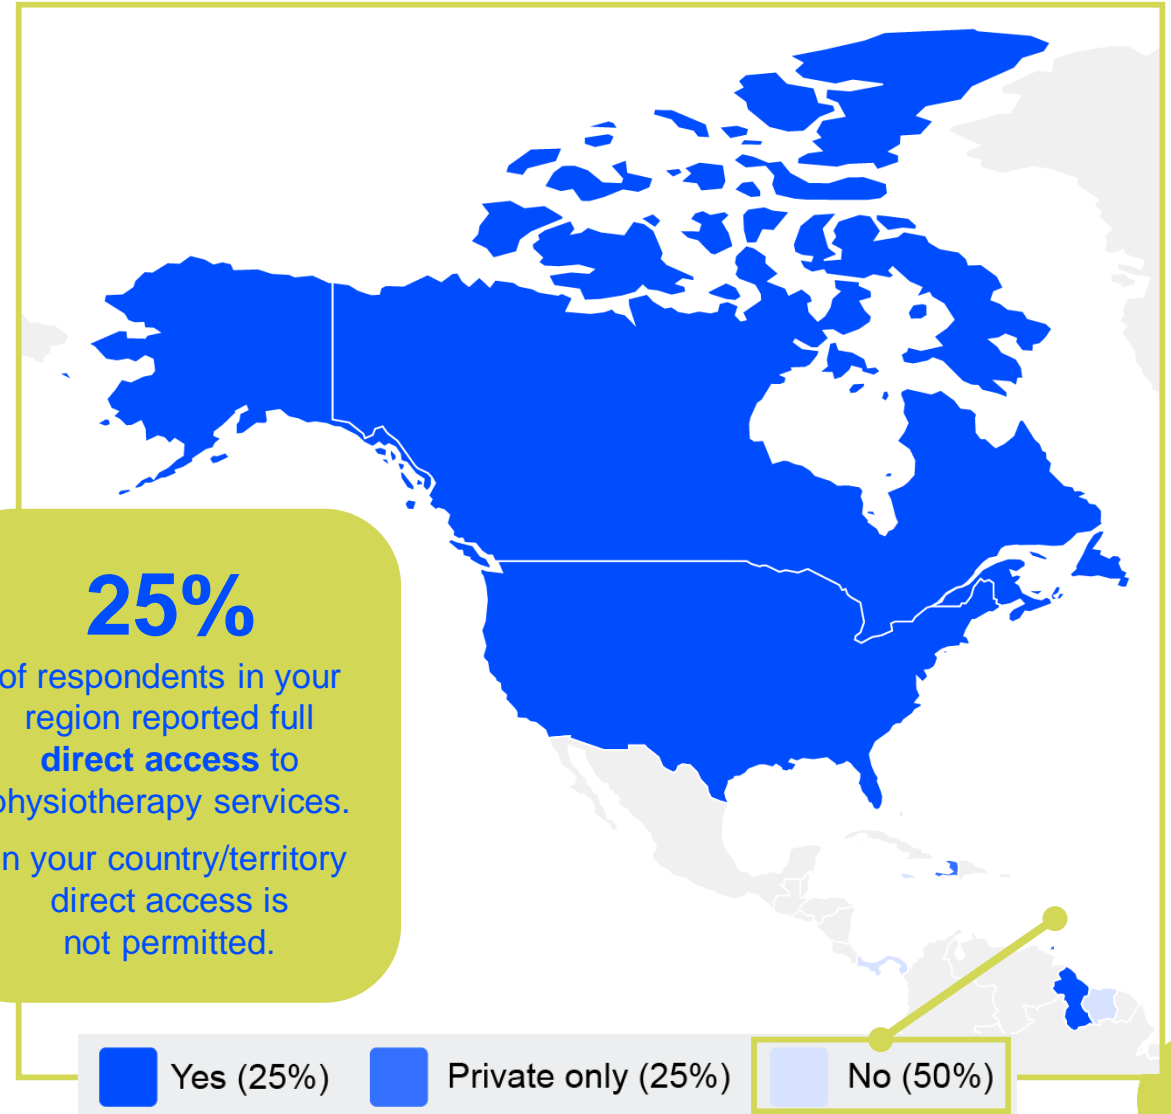 25%
of respondents in your
region reported full
direct access to
physiotherapy services.
n your country/territory
direct access is
not permitted.
Yes (25%)
Private only (25%)
No (50%)